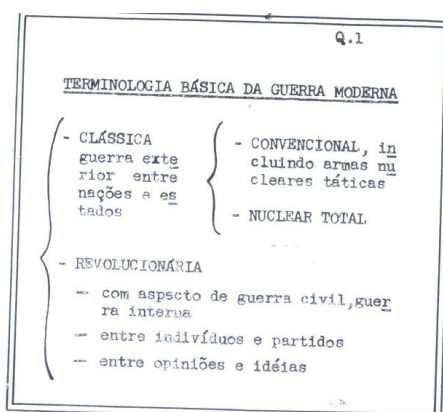 Q.1
TERMINOLOGIA BÁSICA DA GUERRA MODERNA
- CLÁSSICA
guerra exte
rior entre
nações e es
tados
- CONVENCIONAL, in
cluindo armas nu
cleares táticas
- NUCLEAR TOTAL
- REVOLUCIONÁRIA
- com aspecto de guerra civil,guer
ra interna
- entre indivíduos e partidos
- entre opiniões e idéias